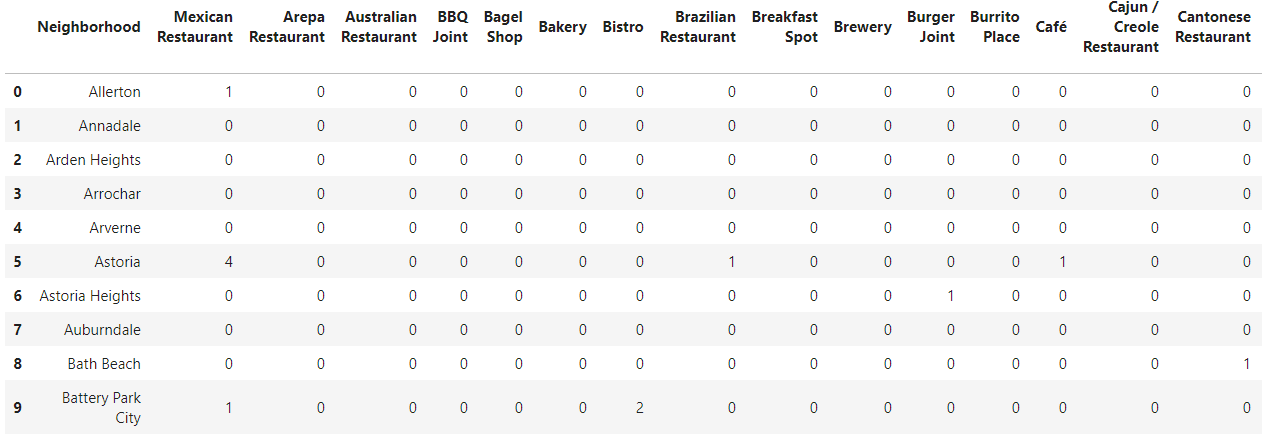 Neighborhood Mexican Restaurant Arepa Restaurant Australian Restaurant BBQ Joint Bagel Shop Bakery Bistro Brazilian Restaurant Breakfast Spot Brewery Burger Joint Burrito Place Café Cajun / Creole Restaurant Cantonese Restaurant
0 Allerton 1 0 0 0 0 0 0 0 0 0 0 0 0 0 0
1 Annadale 0 0 0 0 0 0 0 0 0 0 0 0 0 0 0
2 Arden Heights 0 0 0 0 0 0 0 0 0 0 0 0 0 0 0
3 Arrochar 0 0 0 0 0 0 0 0 0 0 0 0 0 0 0
4 Arverne 0 0 0 0 0 0 0 0 0 0 0 0 0 0 0
5 Astoria 4 0 0 0 0 0 0 1 0 0 0 0 1 0 0
6 Astoria Heights 0 0 0 0 0 0 0 0 0 0 1 0 0 0 0
7 Auburndale 0 0 0 0 0 0 0 0 0 0 0 0 0 0 0
8 Bath Beach 0 0 0 0 0 0 0 0 0 0 0 0 0 0 1
9 Battery Park City 1 0 0 0 0 0 2 0 0 0 0 0 0 0 0